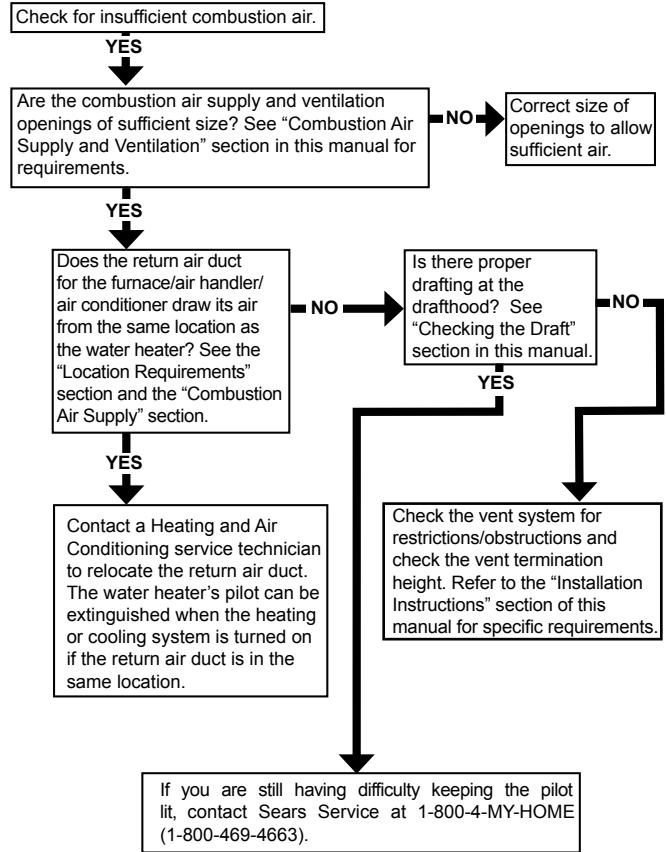 Check for insufficient combustion air.
YES
Are the combustion air supply and ventilation
openings of sufficient size? See “Combustion Air
Supply and Ventilation” section in this manual for
requirements.
NO
Correct size of
openings to allow
sufficient air.
YES
Does the return air duct
for the furnace/air handler/
air conditioner draw its air
from the same location as
the water heater? See the
“Location Requirements”
section and the “Combustion
Air Supply” section.
NO
Is there proper
drafting at the
drafthood? See
“Checking the Draft”
section in this manual.
NO
YES
YES
Contact a Heating and Air
Conditioning service technician
to relocate the return air duct.
The water heater’s pilot can be
extinguished when the heating
or cooling system is turned on
if the return air duct is in the
same location.
Check the vent system for
restrictions/obstructions and
check the vent termination
height. Refer to the “Installation
Instructions” section of this
manual for specific requirements.
If you are still having difficulty keeping the pilot
lit, contact Sears Service at 1-800-4-MY-HOME
(1-800-469-4663).